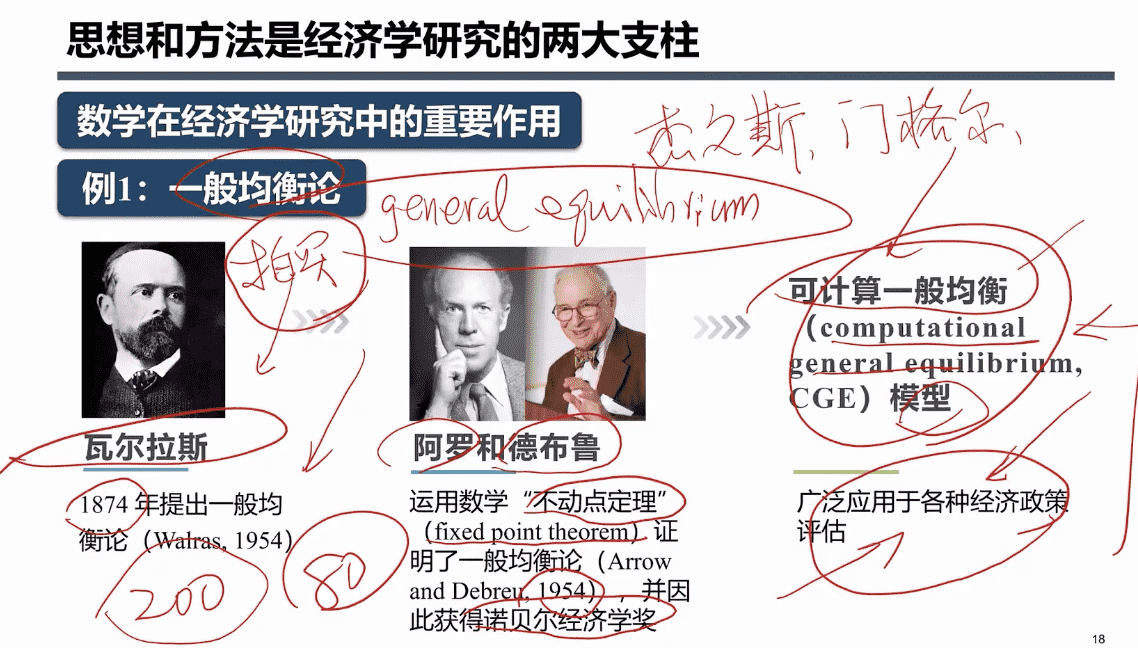 思想和方法是经济学研究的两大支柱
数学在经济学研究中的重要作用
杰文斯、门格尔、
例1：一般均衡论
general equilibrium
拍卖
瓦尔拉斯
1874 年提出一般均
衡论（Walras, 1954）
200
80
阿罗和德布鲁
运用数学“不动点定理”
（fixed point theorem）证
明了一般均衡论（Arrow
and Debreu, 1954），并因
此获得诺贝尔经济学奖
可计算一般均衡
（computational
general equilibrium,
CGE）模型
广泛应用于各种经济政策
评估
18